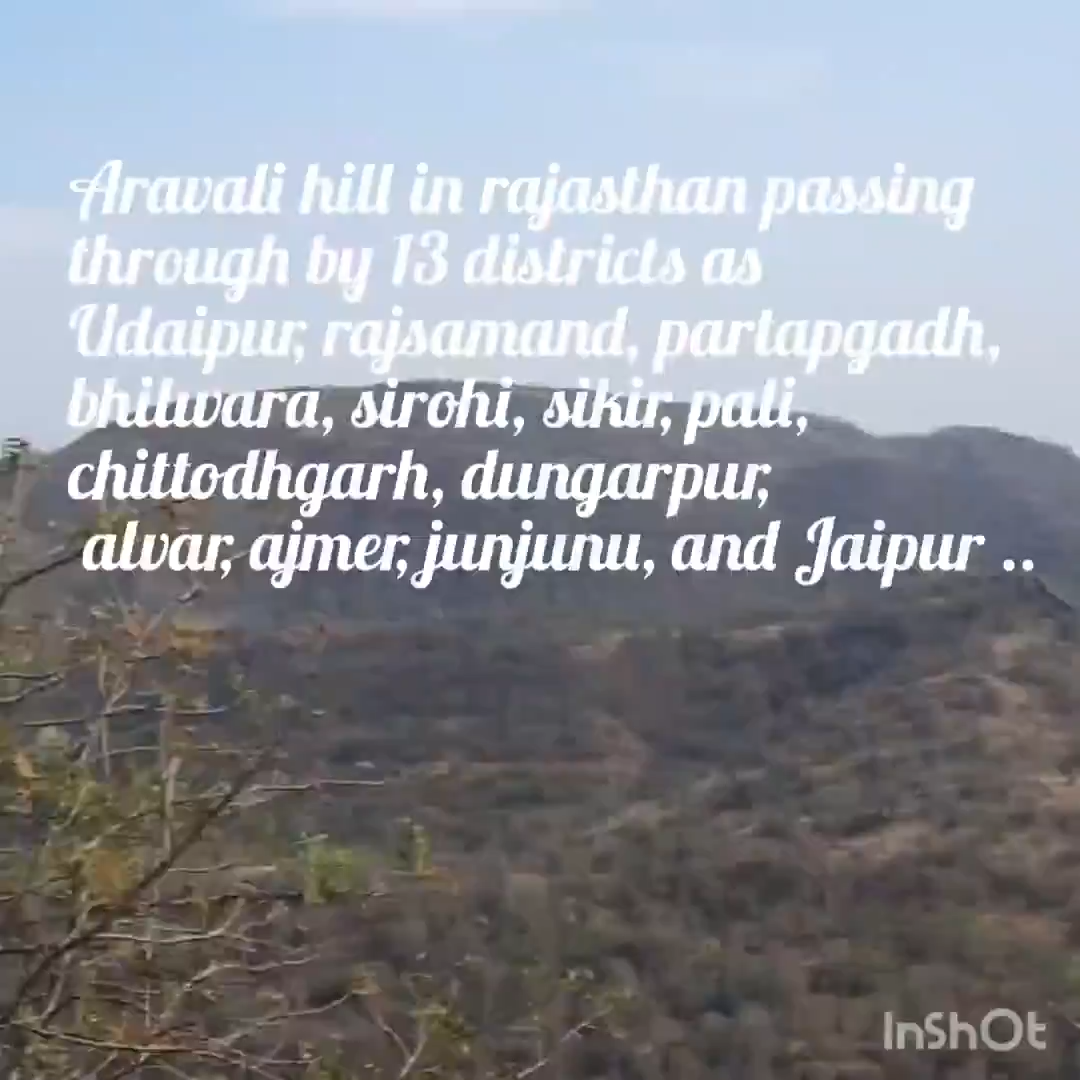 Aravali hill in rajasthan passing
through by 13 districts as
Udaipur, rajsamand, partapgadh,
bhilwara, sirohi, sikir, pali,
chittodhgarh, dungarpur,
alvar, ajmer, junjunu, and Jaipur ..
InShOt